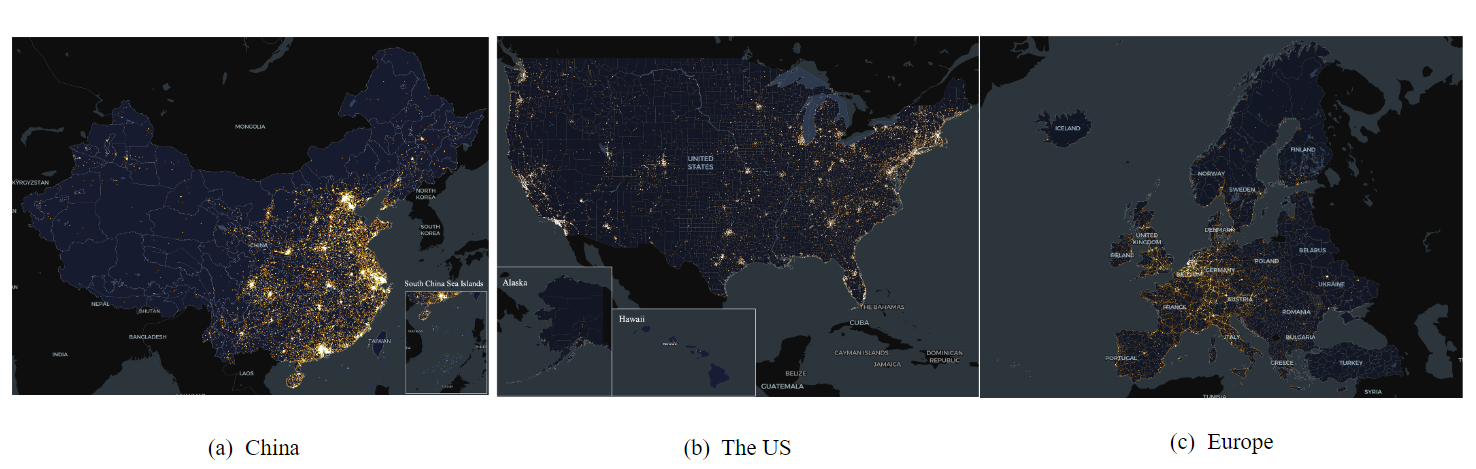 MONGOLIA
KYRGYZSTAN
NORTH
KOREA
SOUTH
KOREA
CHINA
South China Sea Islands
NEPAL
BHUTAN
BANGLADESH
TAIWAN
INDIA
LAOS
UNITED
STATES
Alaska
Hawaii
THE BAHAMAS
CUBA
CAYMAN ISLANDS
JAMAICA
DOMINICAN
REPUBLIC
BELIZE
GUATEMALA
ICELAND
FINLAND
NORWAY
SWEDEN
DENMARK
UNITED
KINGDOM
IRELAND
BELARUS
POLAND
BELGIUM
GERMANY
UKRAINE
AUSTRIA
FRANCE
ROMANIA
ITALY
BULGARIA
PORTUGAL
GREECE
TURKEY
SYRIA
TUNISIA
(a) China
(b) The US
(c) Europe